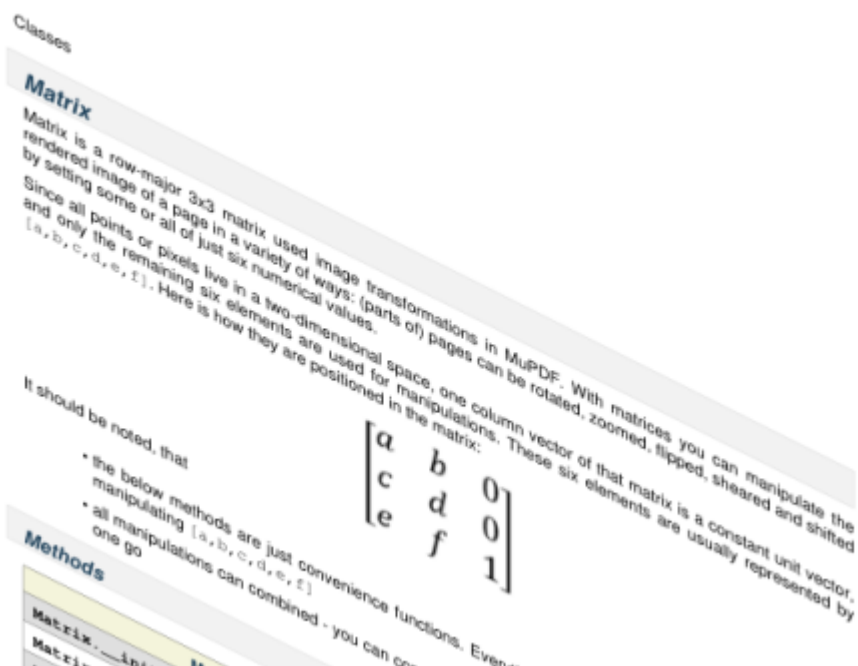 Classes
Matrix
Matrix is a row-major 3x3 matrix used image transformations in MuPDF. With matrices you can manipulate the
rendered image of a page in a variety of ways: (parts of) pages can be rotated, zoomed, flipped, sheared and shifted
by setting some or all of just six numerical values.
Since all points or pixels live in a two-dimensional space, one column vector of that matrix is a constant unit vector,
and only the remaining six elements are used for manipulations. These six elements are usually represented by
[a,b,c,d,e,f]. Here is how they are positioned in the matrix:
a b 0
c d 0
e f 1
It should be noted, that
• the below methods are just convenience functions.
manipulating [a,b,c,d,e,f]
• all manipulations can combined - you can
one go
Methods
Matrix.